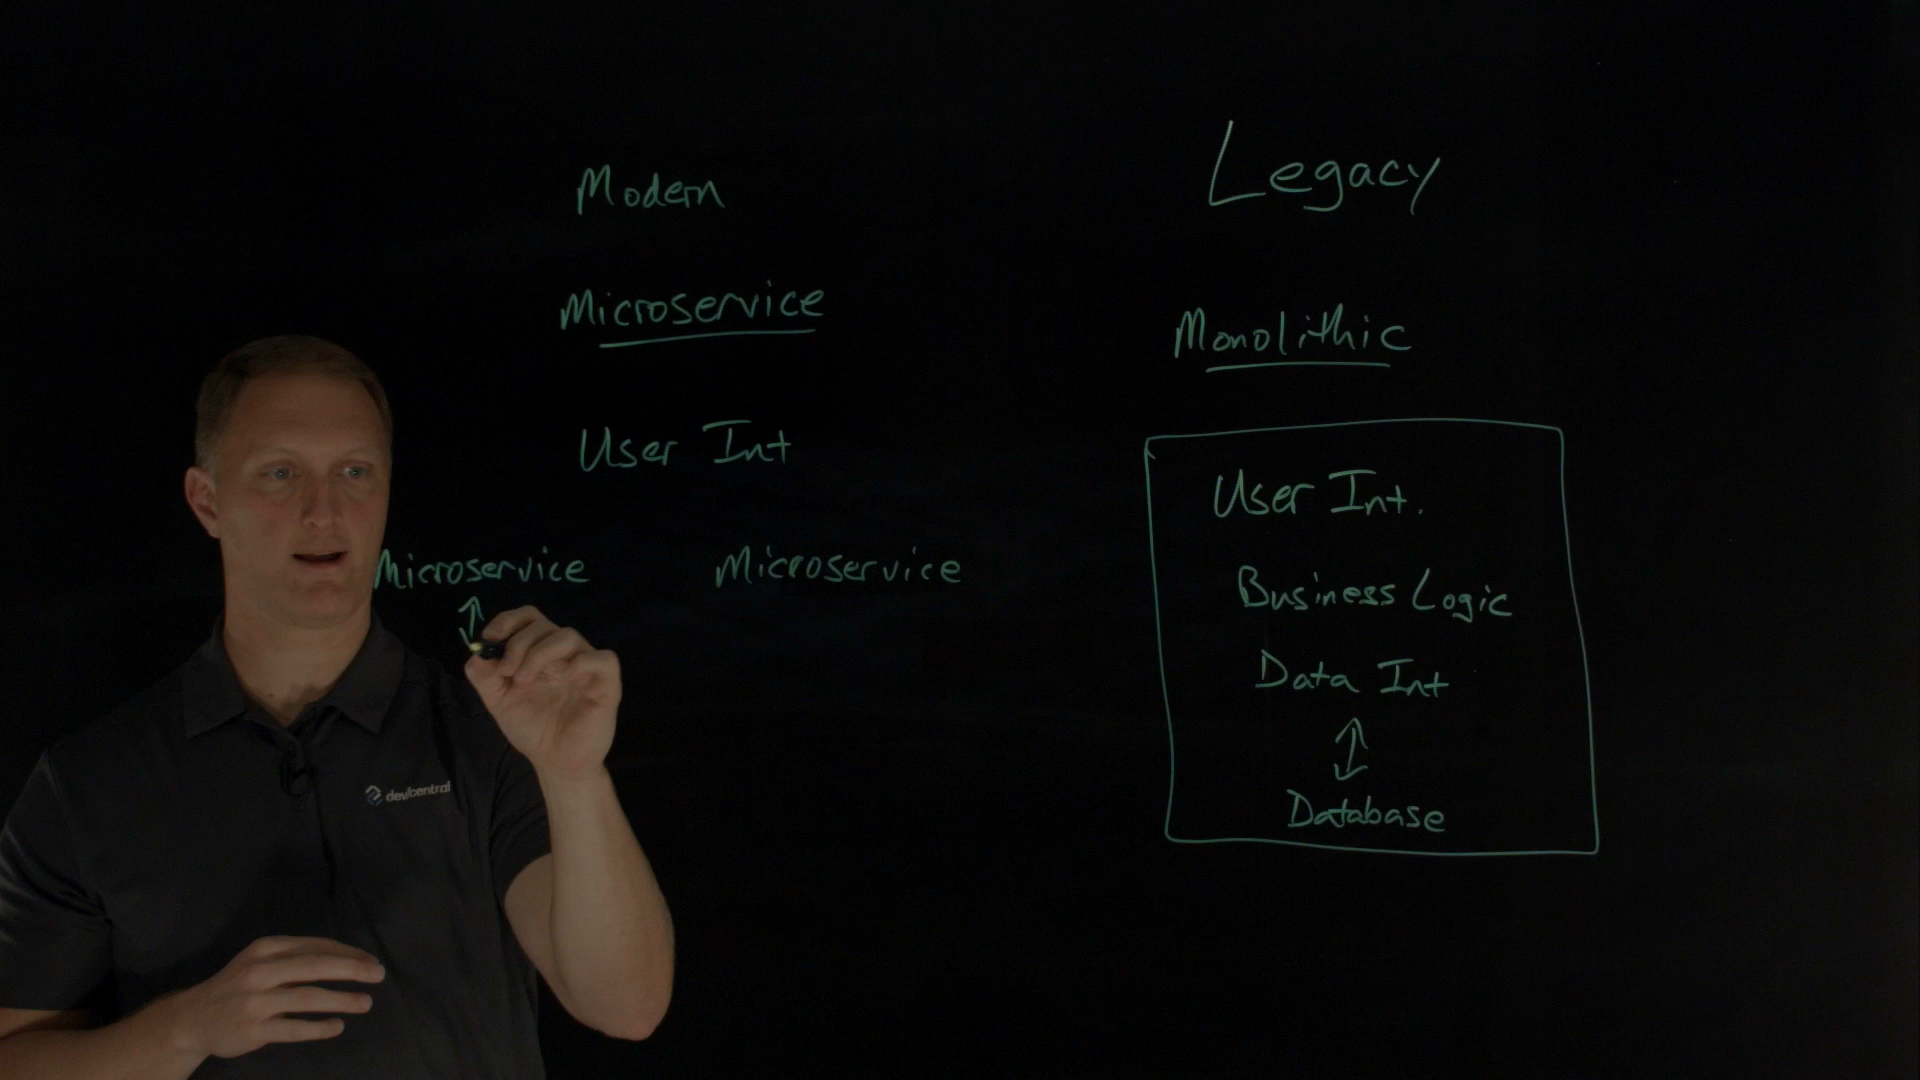 Modern
Microservice
User Int
Microservice Microservice
Legacy
Monolithic
User Int.
Business Logic
Data Int
Database
devcentral